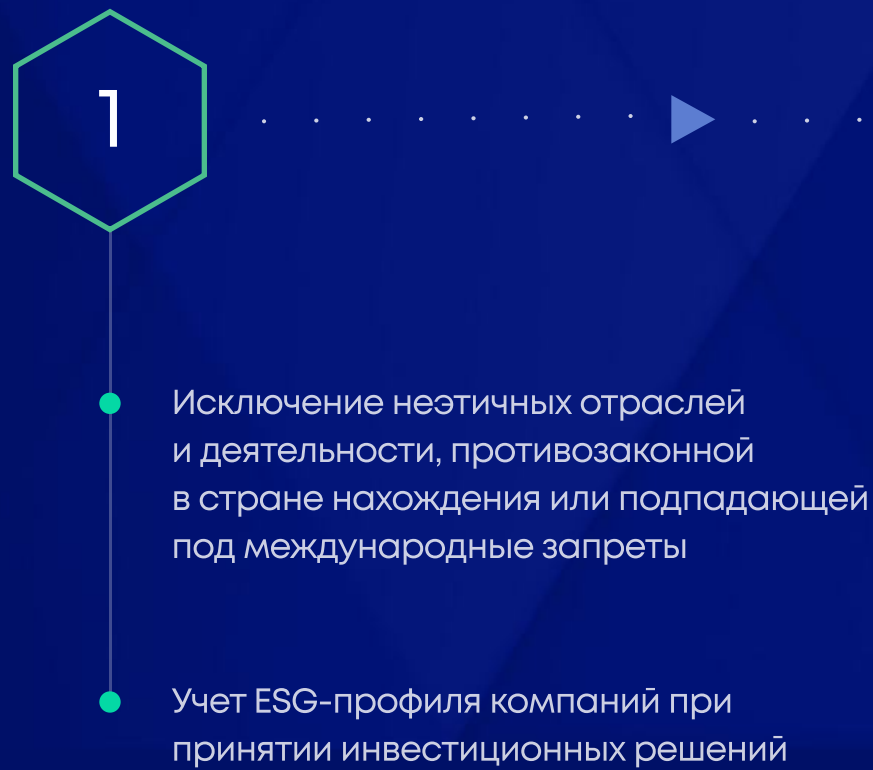 1
Исключение неэтичных отраслей
и деятельности, противозаконной
в стране нахождения или подпадающей
под международные запреты
Учет ESG-профиля компаний при
принятии инвестиционных решений